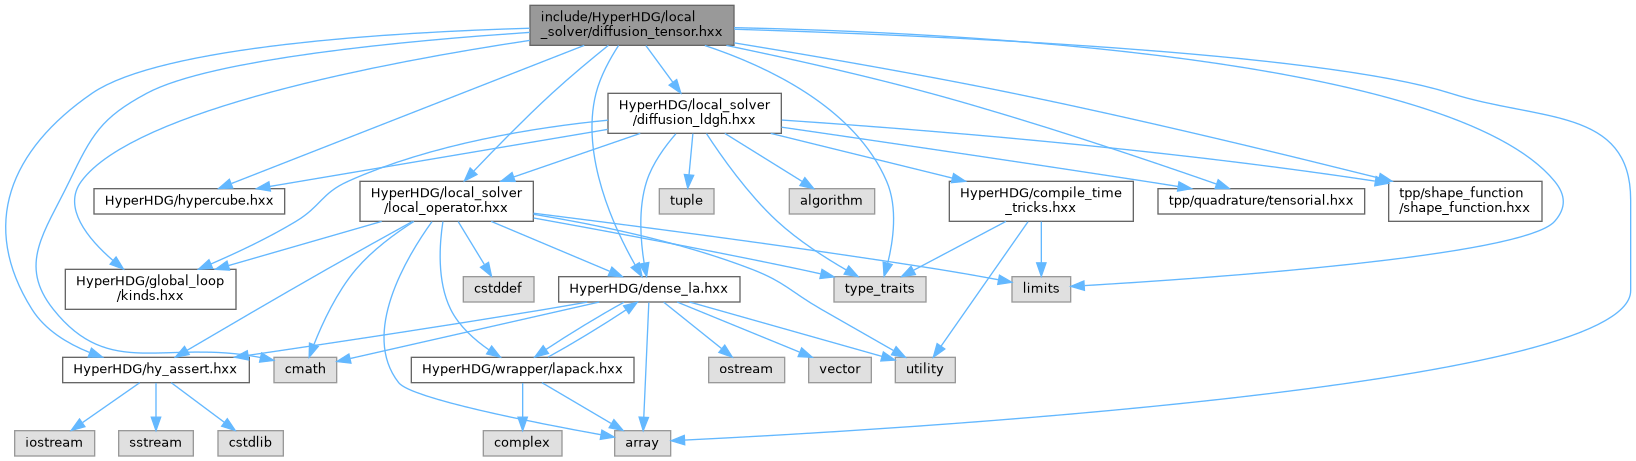 include/HyperHDG/local
_solver/diffusion_tensor.hxx
HyperHDG/local_solver
/diffusion_ldgh.hxx
HyperHDG/hypercube.hxx
HyperHDG/local_solver
/local_operator.hxx
tuple
algorithm
HyperHDG/compile_time
_tricks.hxx
tpp/quadrature/tensorial.hxx
tpp/shape_function
/shape_function.hxx
HyperHDG/global_loop
/kinds.hxx
cstddef
HyperHDG/dense_la.hxx
type_traits
limits
HyperHDG/hy_assert.hxx
cmath
HyperHDG/wrapper/lapack.hxx
ostream
vector
utility
iostream
sstream
cstdlib
complex
array